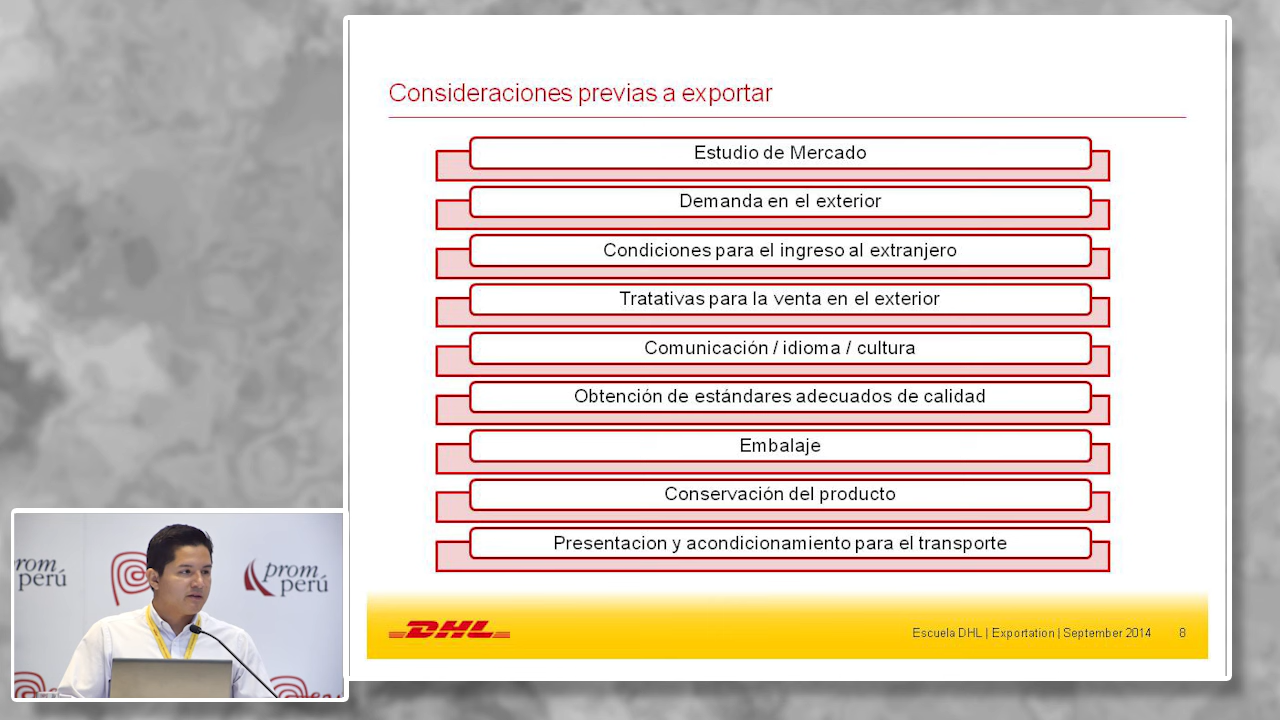 Consideraciones previas a exportar
Estudio de Mercado
Demanda en el exterior
Condiciones para el ingreso al extranjero
Tratativas para la venta en el exterior
Comunicación / idioma / cultura
Obtención de estándares adecuados de calidad
Embalaje
Conservación del producto
Presentacion y acondicionamiento para el transporte
DHL
Escuela DHL | Exportation | September 2014 8
rom
perú
prom
perú